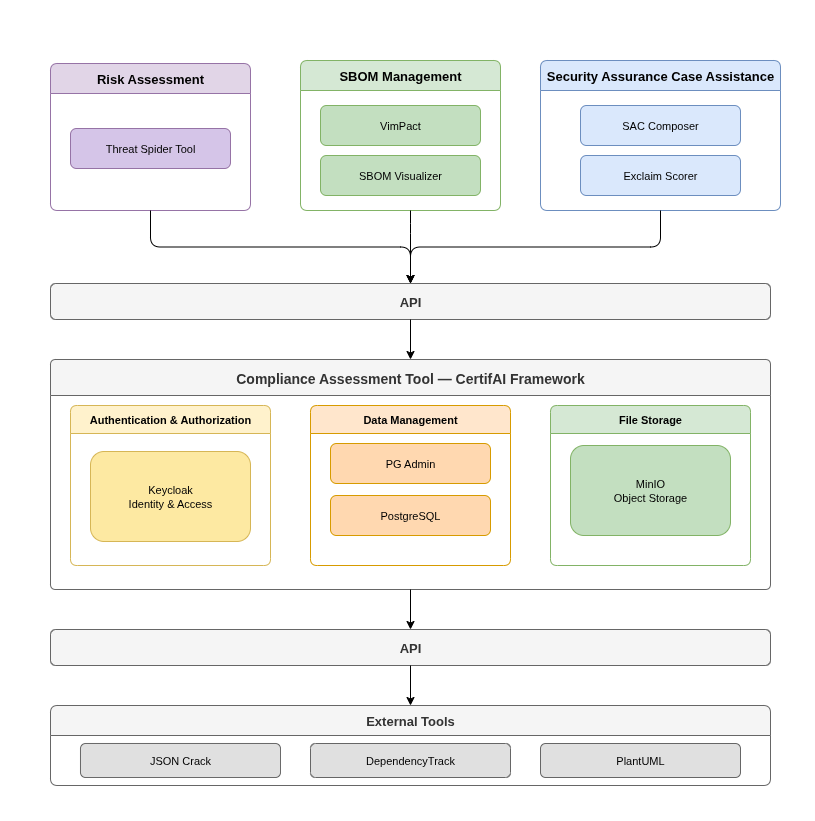 Risk Assessment
Threat Spider Tool
SBOM Management
VimPact
SBOM Visualizer
Security Assurance Case Assistance
SAC Composer
Exclaim Scorer
API
Compliance Assessment Tool — CertifAI Framework
Authentication & Authorization
Keycloak
Identity & Access
Data Management
PG Admin
PostgreSQL
File Storage
MinIO
Object Storage
API
External Tools
JSON Crack
DependencyTrack
PlantUML